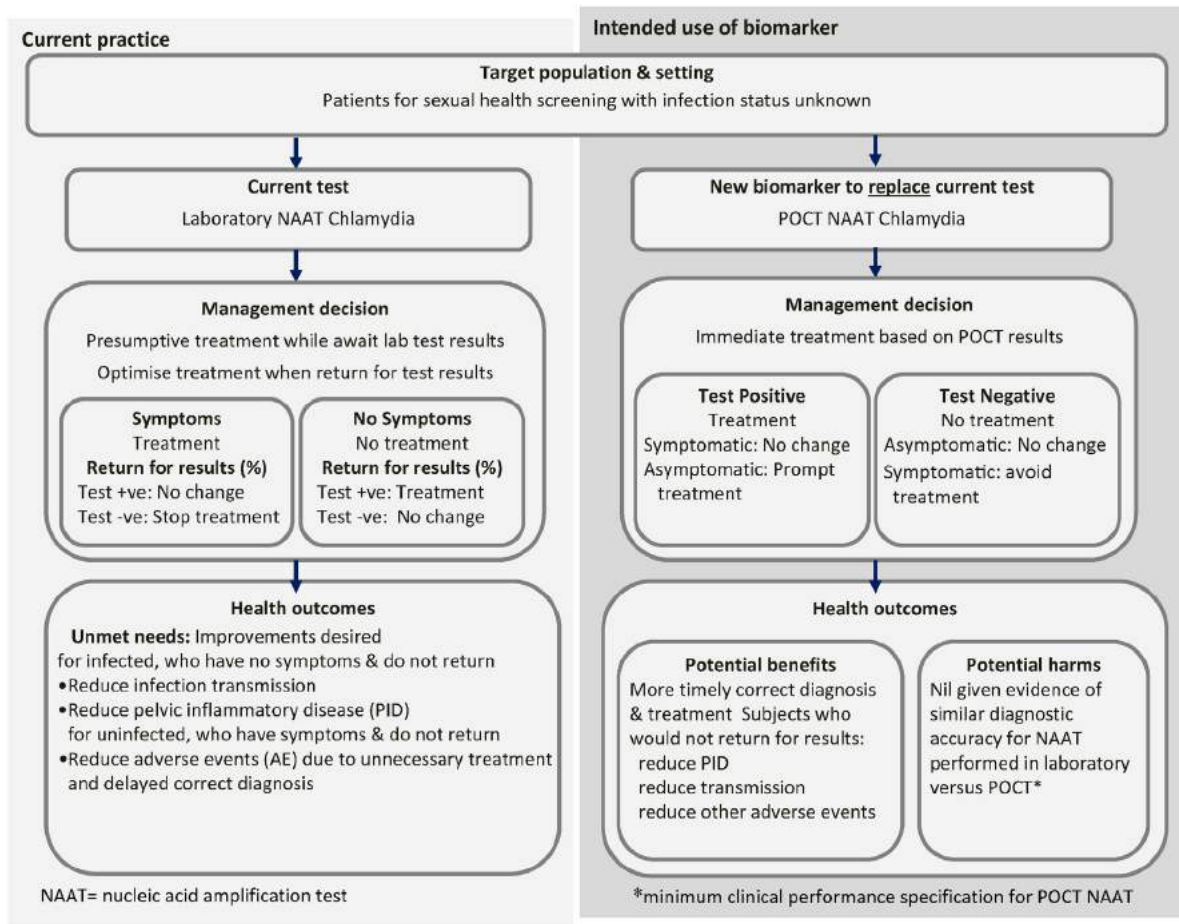 Current practice
Intended use of biomarker
Target population & setting
Patients for sexual health screening with infection status unknown
Current test
Laboratory NAAT Chlamydia
New biomarker to replace current test
POCT NAAT Chlamydia
Management decision
Presumptive treatment while await lab test results
Optimise treatment when return for test results
Symptoms
Treatment
Return for results (%)
Test +ve: No change
Test -ve: Stop treatment
No Symptoms
No treatment
Return for results (%)
Test +ve: Treatment
Test -ve: No change
Management decision
Immediate treatment based on POCT results
Test Positive
Treatment
Symptomatic: No change
Asymptomatic: Prompt
treatment
Test Negative
No treatment
Asymptomatic: No change
Symptomatic: avoid
treatment
Health outcomes
Unmet needs: Improvements desired
for infected, who have no symptoms & do not return
•Reduce infection transmission
•Reduce pelvic inflammatory disease (PID)
for uninfected, who have symptoms & do not return
•Reduce adverse events (AE) due to unnecessary treatment
and delayed correct diagnosis
Health outcomes
Potential benefits
More timely correct diagnosis
& treatment Subjects who
would not return for results:
reduce PID
reduce transmission
reduce other adverse events
Potential harms
Nil given evidence of
similar diagnostic
accuracy for NAAT
performed in laboratory
versus POCT*
NAAT= nucleic acid amplification test
*minimum clinical performance specification for POCT NAAT